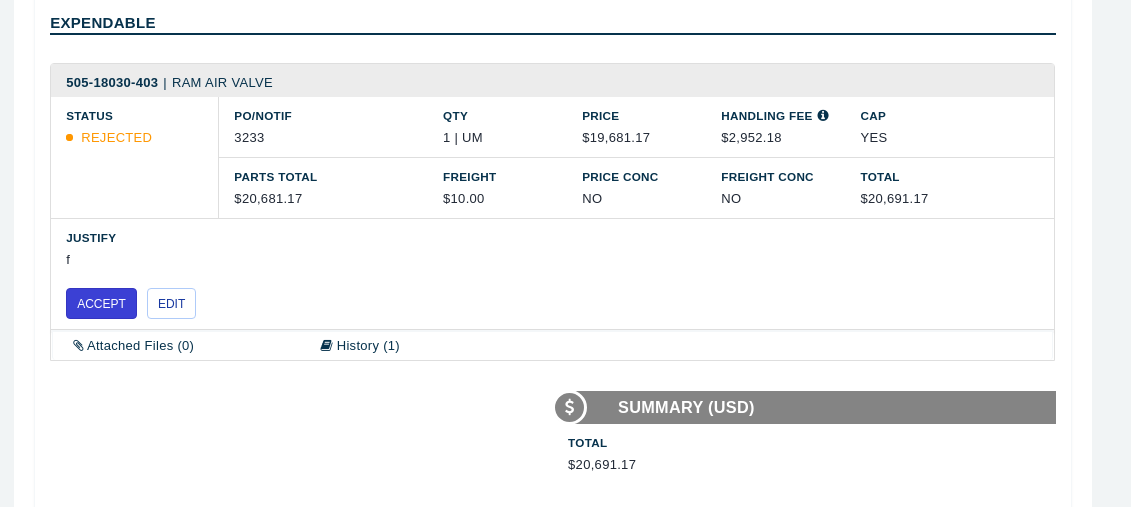 EXPENDABLE
505-18030-403 | RAM AIR VALVE
STATUS PO/NOTIF QTY PRICE HANDLING FEE CAP
REJECTED 3233 1 | UM $19,681.17 $2,952.18 YES
PARTS TOTAL FREIGHT PRICE CONC FREIGHT CONC TOTAL
$20,681.17 $10.00 NO NO $20,691.17
JUSTIFY
f
ACCEPT EDIT
Attached Files (0) History (1)
$ SUMMARY (USD)
TOTAL
$20,691.17